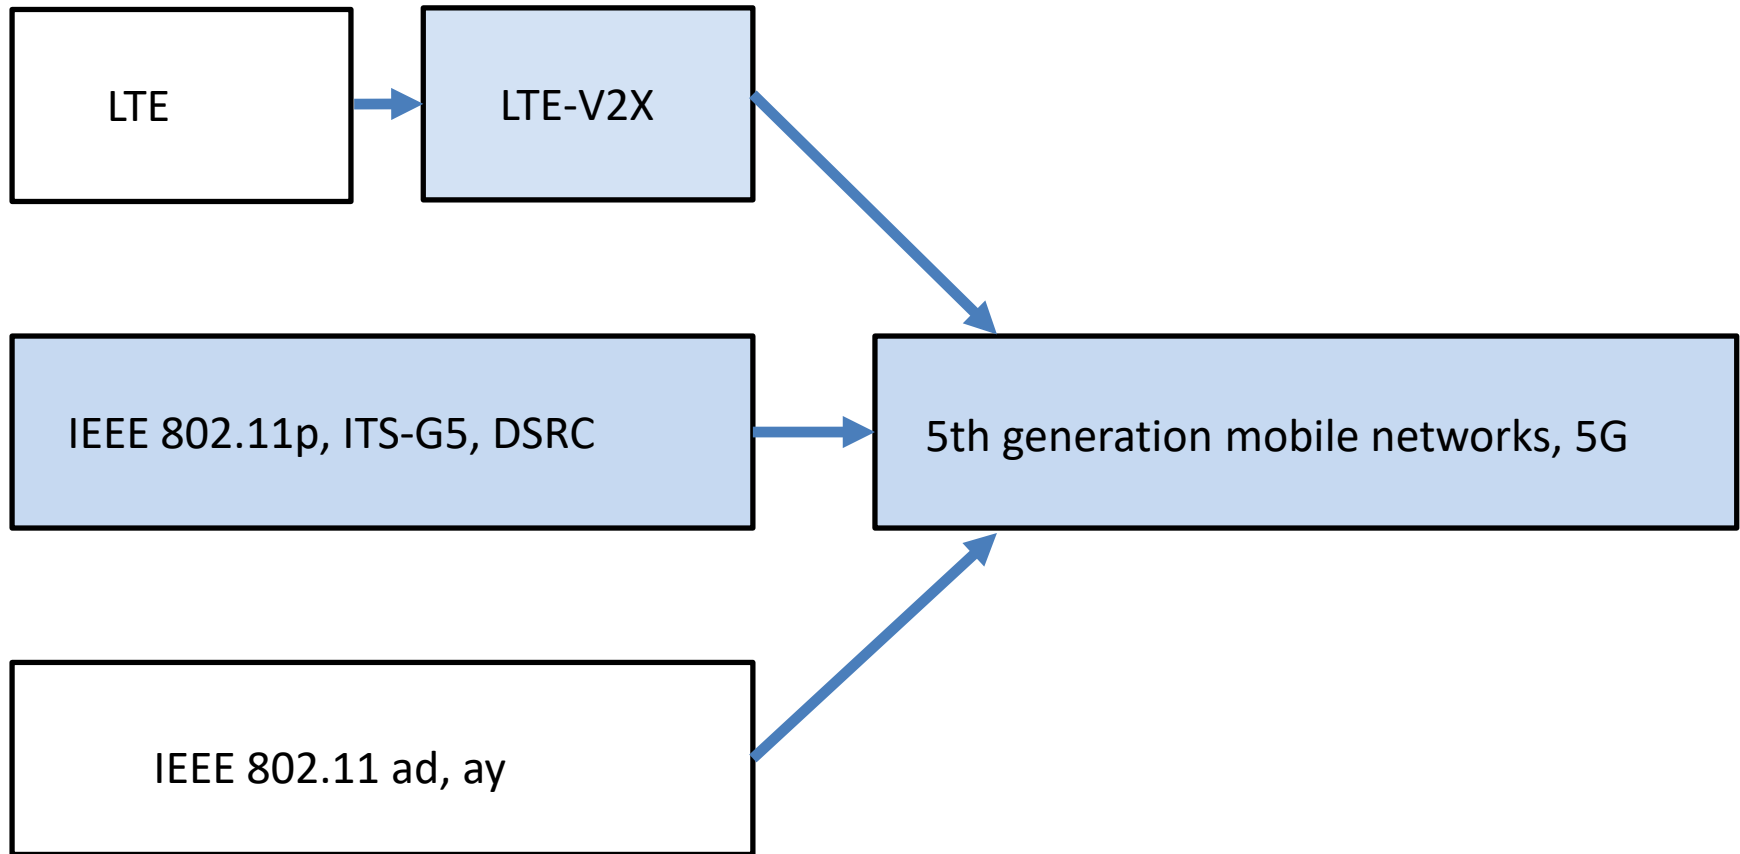 LTE
LTE-V2X
IEEE 802.11p, ITS-G5, DSRC
5th generation mobile networks, 5G
IEEE 802.11 ad, ay